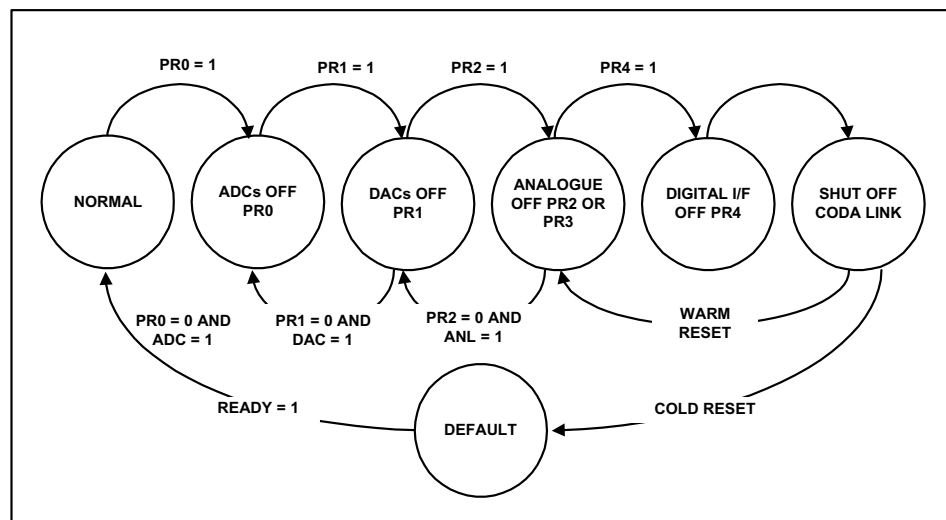 PR0 = 1
PR1 = 1
PR2 = 1
PR4 = 1
NORMAL
ADCs OFF
PR0
DACs OFF
PR1
ANALOGUE
OFF PR2 OR
PR3
DIGITAL I/F
OFF PR4
SHUT OFF
CODA LINK
PR0 = 0 AND
ADC = 1
PR1 = 0 AND
DAC = 1
PR2 = 0 AND
ANL = 1
WARM
RESET
READY = 1
DEFAULT
COLD RESET